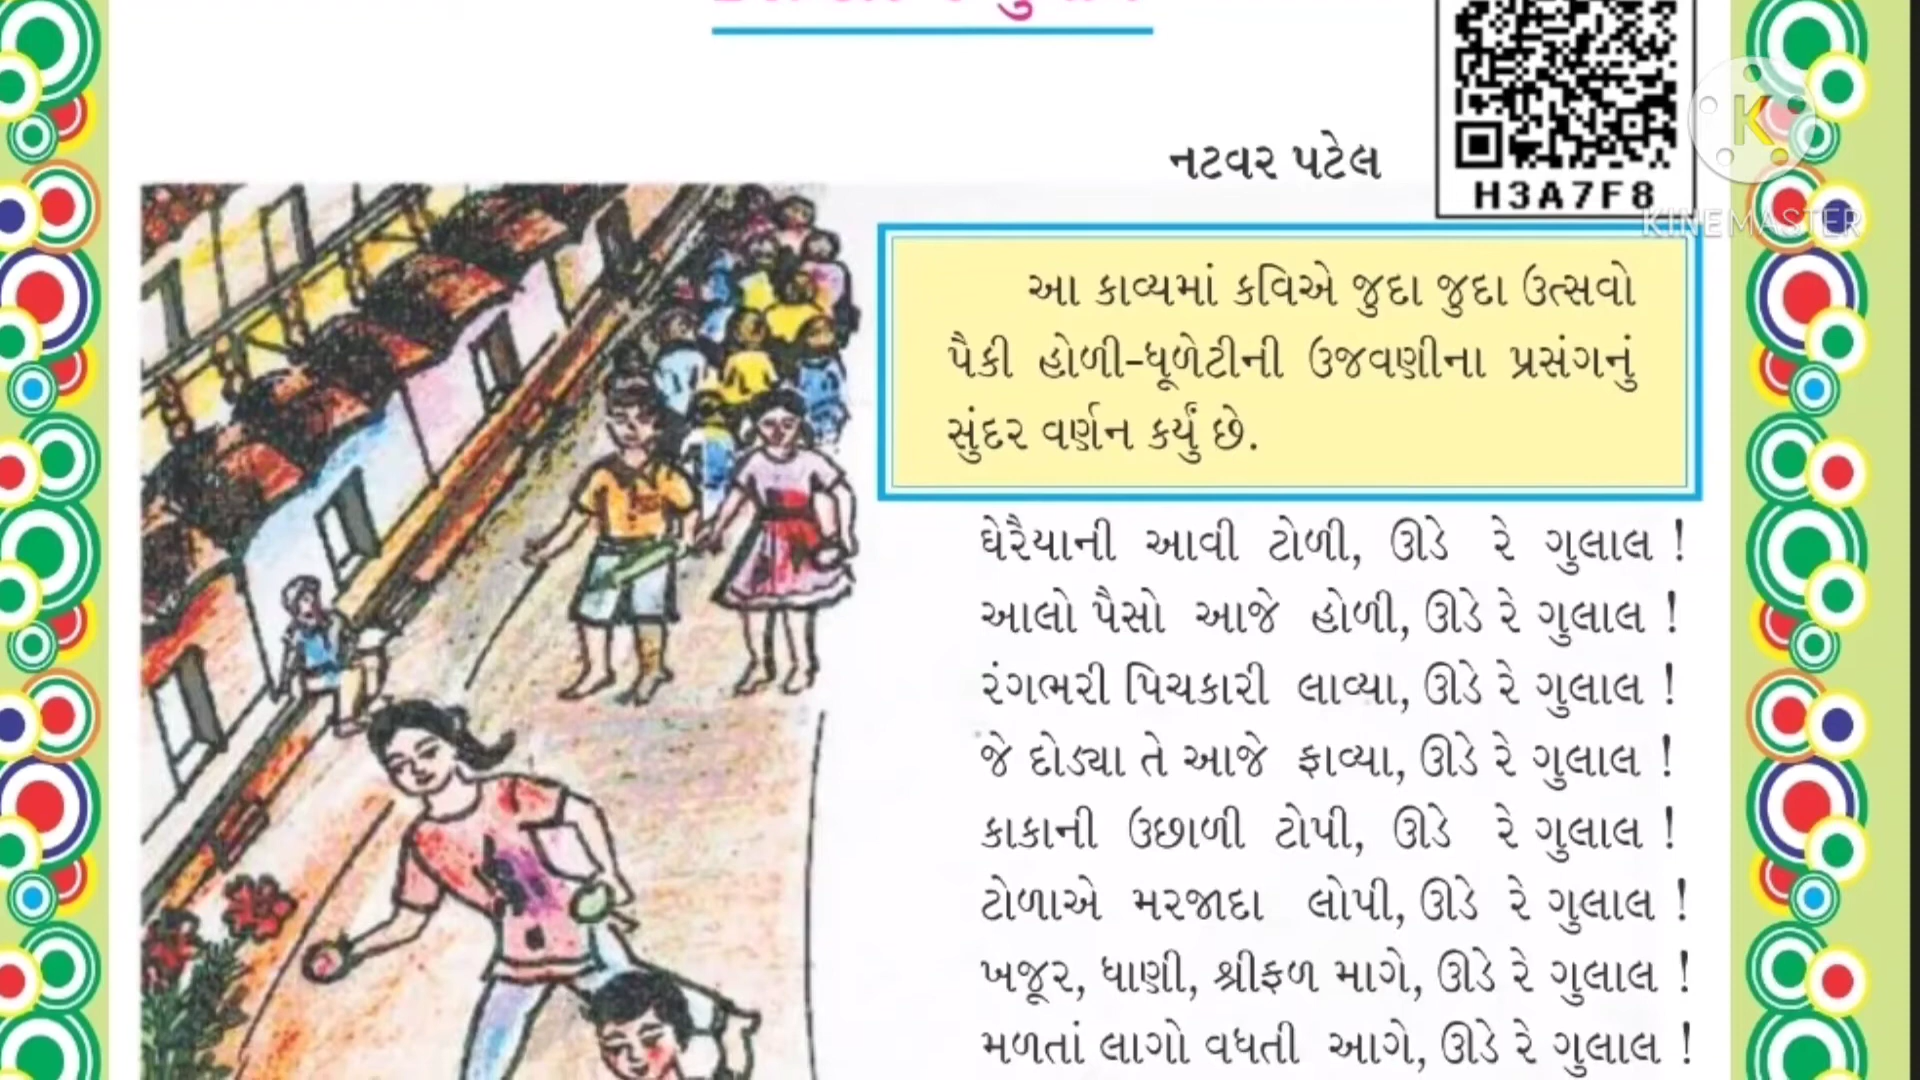 નટવર પટેલ
H3A7F8
KINEMASTER
આ કાવ્યમાં કવિએ જુદા જુદા ઉત્સવો
પૈકી હોળી-ધૂળેટીની ઉજવણીના પ્રસંગનું
સુંદર વર્ણન કર્યું છે.
ઘેરૈયાની આવી ટોળી, ઊડે રે ગુલાલ !
આલો પૈસો આજે હોળી, ઊડે રે ગુલાલ !
રંગભરી પિચકારી લાવ્યા, ઊડે રે ગુલાલ !
જે દોડ્યા તે આજે ફાવ્યા, ઊડે રે ગુલાલ !
કાકાની ઉછાળી ટોપી, ઊડે રે ગુલાલ !
ટોળાએ મરજાદા લોપી, ઊડે રે ગુલાલ !
ખજૂર, ધાણી, શ્રીફળ માગે, ઊડે રે ગુલાલ !
મળતાં લાગો વધતી આગે, ઊડે રે ગુલાલ !